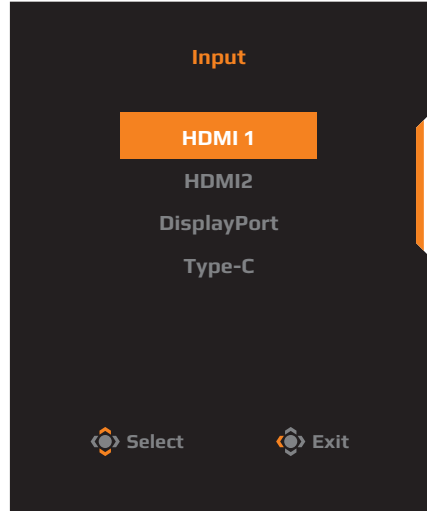 Input
HDMI 1
HDMI2
DisplayPort
Type-C
Select Exit